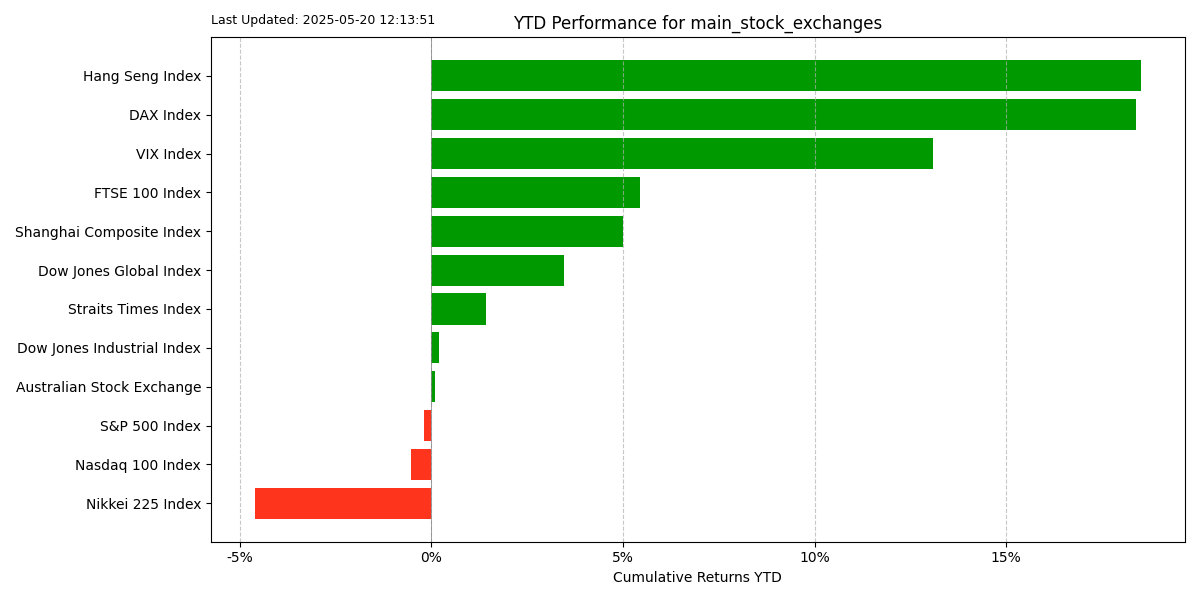 Last Updated: 2025-05-20 12:13:51
YTD Performance for main_stock_exchanges
Hang Seng Index
DAX Index
VIX Index
FTSE 100 Index
Shanghai Composite Index
Dow Jones Global Index
Straits Times Index
Dow Jones Industrial Index
Australian Stock Exchange
S&P 500 Index
Nasdaq 100 Index
Nikkei 225 Index
-5% 0% 5% 10% 15%
Cumulative Returns YTD